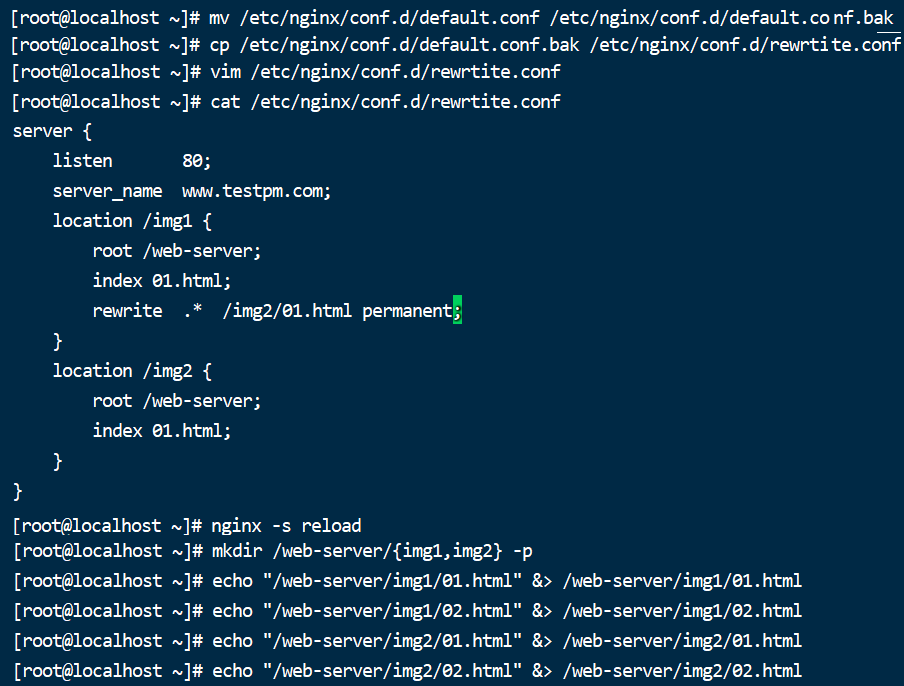 [root@localhost ~]# mv /etc/nginx/conf.d/default.conf /etc/nginx/conf.d/default.conf.bak
[root@localhost ~]# cp /etc/nginx/conf.d/default.conf.bak /etc/nginx/conf.d/rewrtite.conf
[root@localhost ~]# vim /etc/nginx/conf.d/rewrtite.conf
[root@localhost ~]# cat /etc/nginx/conf.d/rewrtite.conf
server {
    listen       80;
    server_name  www.testpm.com;
    location /img1 {
        root /web-server;
        index 01.html;
        rewrite  .*  /img2/01.html permanent;
    }
    location /img2 {
        root /web-server;
        index 01.html;
    }
}
[root@localhost ~]# nginx -s reload
[root@localhost ~]# mkdir /web-server/{img1,img2} -p
[root@localhost ~]# echo "/web-server/img1/01.html" &> /web-server/img1/01.html
[root@localhost ~]# echo "/web-server/img1/02.html" &> /web-server/img1/02.html
[root@localhost ~]# echo "/web-server/img2/01.html" &> /web-server/img2/01.html
[root@localhost ~]# echo "/web-server/img2/02.html" &> /web-server/img2/02.html